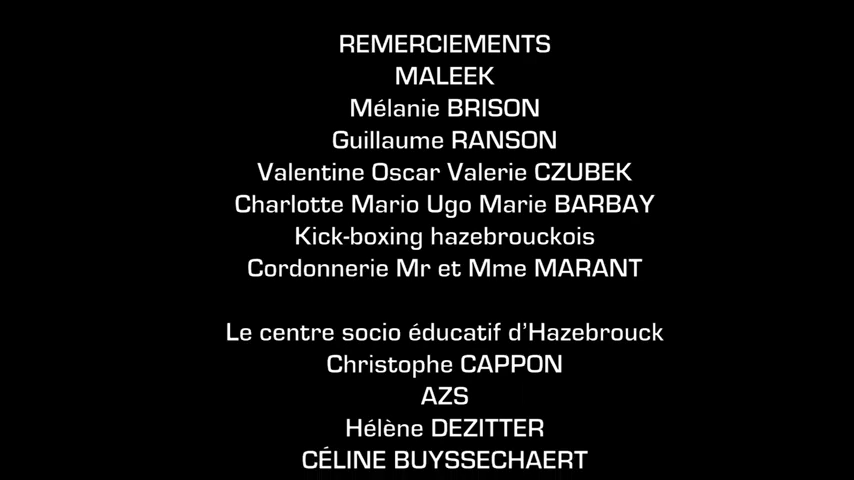 REMERCIEMENTS
MALEEK
Mélanie BRISON
Guillaume RANSON
Valentine Oscar Valerie CZUBEK
Charlotte Mario Ugo Marie BARBAY
Kick-boxing hazebrouckois
Cordonnerie Mr et Mme MARANT
Le centre socio éducatif d'Hazebrouck
Christophe CAPPON
AZS
Hélène DEZITTER
CÉLINE BUYSSECHAERT